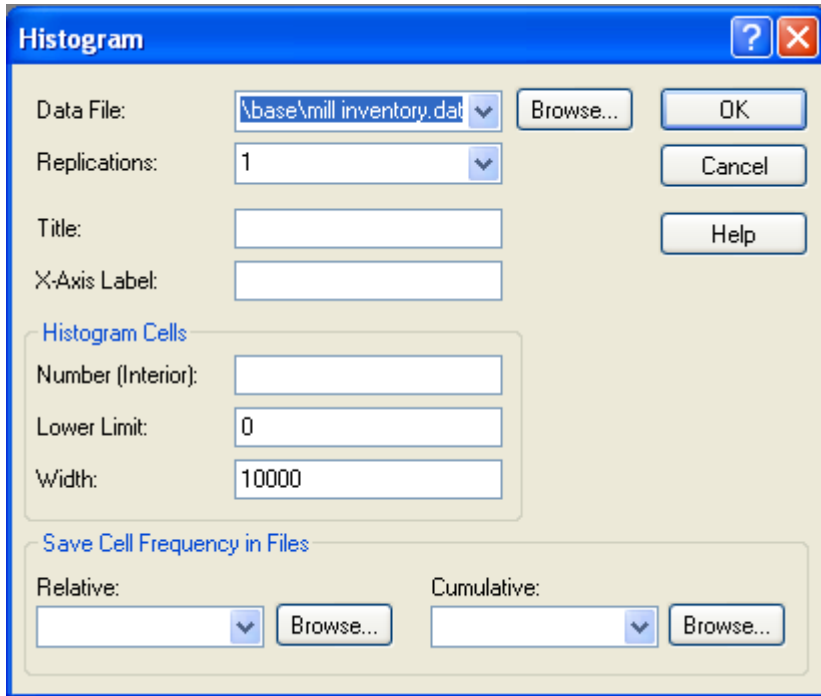 Histogram
Data File: \base\mill inventory.dat Browse... OK
Replications: 1 Cancel
Title: Help
X-Axis Label:
Histogram Cells
Number (Interior):
Lower Limit: 0
Width: 10000
Save Cell Frequency in Files
Relative: Cumulative:
Browse... Browse...